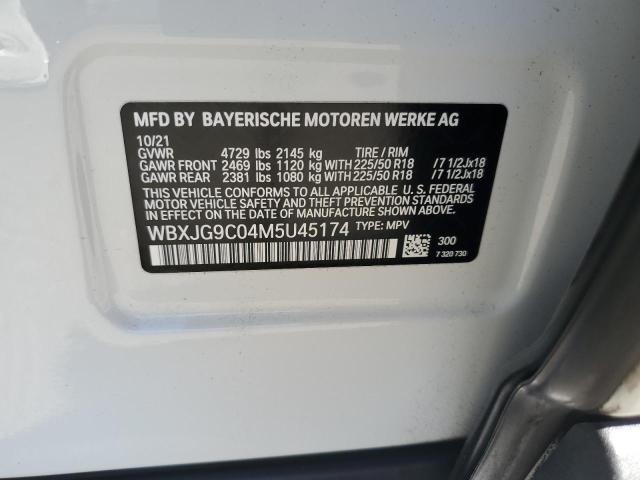 MFD BY BAYERISCHE MOTOREN WERKE AG
10/21
GVWR 4729 lbs 2145 kg TIRE / RIM
GAWR FRONT 2469 lbs 1120 kg WITH 225/50 R18 /7 1/2Jx18
GAWR REAR 2381 lbs 1080 kg WITH 225/50 R18 /7 1/2Jx18
THIS VEHICLE CONFORMS TO ALL APPLICABLE U. S. FEDERAL
MOTOR VEHICLE SAFETY AND THEFT PREVENTION STANDARDS
IN EFFECT ON THE DATE OF MANUFACTURE SHOWN ABOVE.
WBXJG9C04M5U45174 TYPE: MPV
300
7 320 730